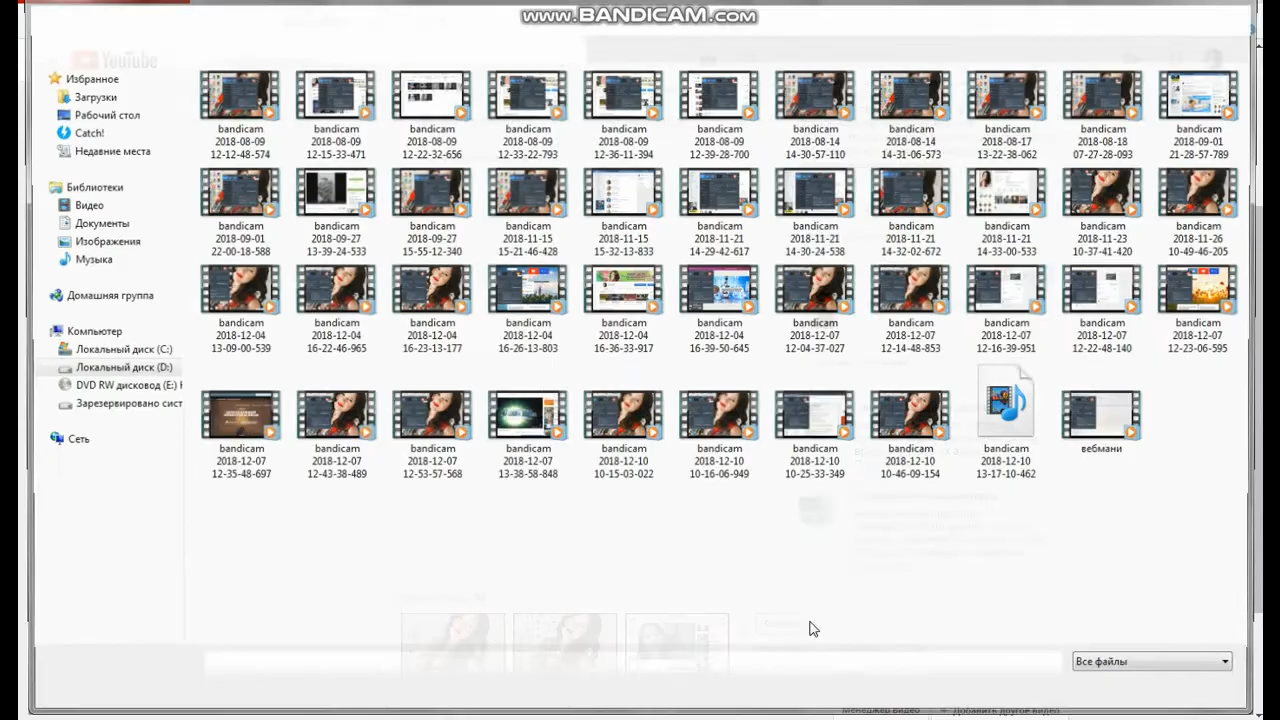 www.BANDICAM.com
YouTube
Избранное
Загрузки
Рабочий стол
Catch!
Недавние места
Библиотеки
Видео
Документы
Изображения
Музыка
Домашняя группа
Компьютер
Локальный диск (C:)
Локальный диск (D:)
DVD RW дисковод (E:) H
Зарезервировано сист
Сеть
bandicam bandicam bandicam bandicam bandicam bandicam bandicam bandicam bandicam bandicam bandicam
2018-08-09 2018-08-09 2018-08-09 2018-08-09 2018-08-09 2018-08-09 2018-08-14 2018-08-14 2018-08-17 2018-08-18 2018-09-01
12-12-48-574 12-15-33-471 12-22-32-656 12-33-22-793 12-36-11-394 12-39-28-700 14-30-57-110 14-31-06-573 13-22-38-062 07-27-28-093 21-28-57-789
bandicam bandicam bandicam bandicam bandicam bandicam bandicam bandicam bandicam bandicam bandicam
2018-09-01 2018-09-27 2018-09-27 2018-11-15 2018-11-15 2018-11-21 2018-11-21 2018-11-21 2018-11-21 2018-11-23 2018-11-26
22-00-18-588 13-39-24-533 15-55-12-340 15-21-46-428 15-32-13-833 14-29-42-617 14-30-24-538 14-32-02-672 14-33-00-533 10-37-41-420 10-49-46-205
bandicam bandicam bandicam bandicam bandicam bandicam bandicam bandicam bandicam bandicam bandicam
2018-12-04 2018-12-04 2018-12-04 2018-12-04 2018-12-04 2018-12-04 2018-12-07 2018-12-07 2018-12-07 2018-12-07 2018-12-07
13-09-00-539 16-22-46-965 16-23-13-177 16-26-13-803 16-36-33-917 16-39-50-645 12-04-37-027 12-14-48-853 12-16-39-951 12-22-48-140 12-23-06-595
bandicam bandicam bandicam bandicam bandicam bandicam bandicam bandicam bandicam вебмани
2018-12-07 2018-12-07 2018-12-07 2018-12-07 2018-12-10 2018-12-10 2018-12-10 2018-12-10 2018-12-10
12-35-48-697 12-43-38-489 12-53-57-568 13-38-58-848 10-15-03-022 10-16-06-949 10-25-33-349 10-46-09-154 13-17-10-462
Все файлы
Менеджер видео Добавить другое видео